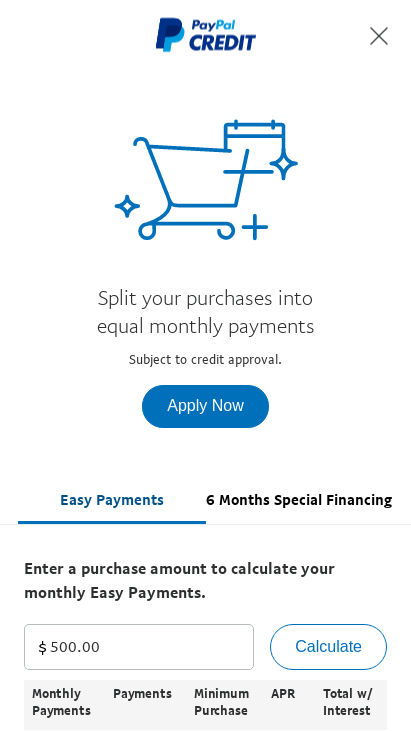 PayPal
CREDIT
Split your purchases into
equal monthly payments
Subject to credit approval.
Apply Now
Easy Payments
6 Months Special Financing
Enter a purchase amount to calculate your
monthly Easy Payments.
$ 500.00
Calculate
Monthly Payments Minimum APR Total w/
Payments Purchase Interest